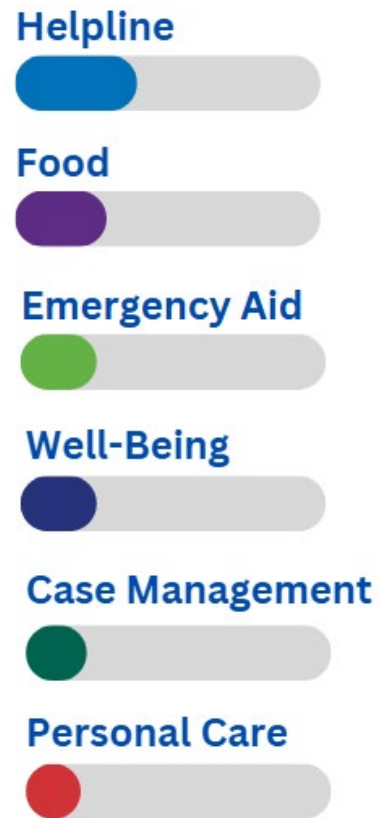 Helpline
Food
Emergency Aid
Well-Being
Case Management
Personal Care